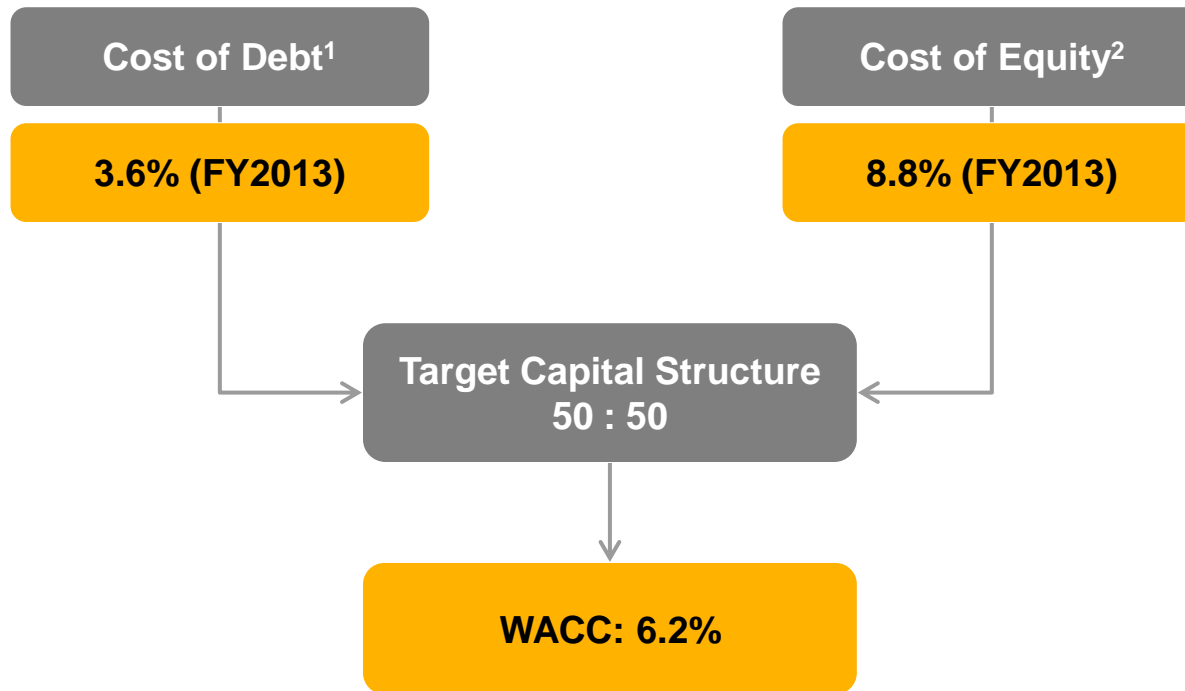 Cost of Debt¹
Cost of Equity²
3.6% (FY2013)
8.8% (FY2013)
Target Capital Structure
50 : 50
WACC: 6.2%